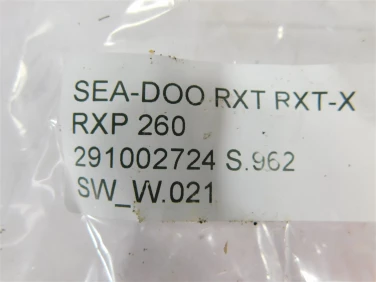 SEA-DOO RXT RXT-X
RXP 260
291002724 S.962
SW_W.021